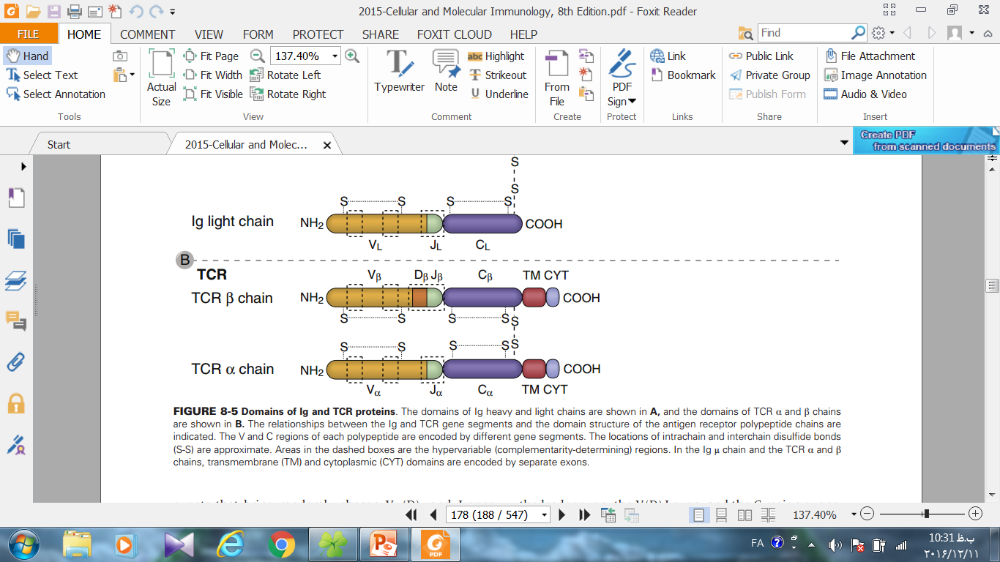 2015-Cellular and Molecular Immunology, 8th Edition.pdf - Foxit Reader
FILE HOME COMMENT VIEW FORM PROTECT SHARE FOXIT CLOUD HELP Find
Hand
Select Text
Select Annotation
Tools
Actual Size
Fit Page
Fit Width
Fit Visible
137.40%
Rotate Left
Rotate Right
View
Typewriter
Note
abc Highlight
Strikeout
Underline
Comment
From File
Create
PDF Sign
Protect
Link
Bookmark
Links
Public Link
Private Group
Publish Form
Share
File Attachment
Image Annotation
Audio & Video
Insert
Start
2015-Cellular and Molec...
Create PDF
from scanned documents
S
S
S S S S
Ig light chain NH2 COOH
VL JL CL
B
TCR Vβ Dβ Jβ Cβ TM CYT
TCR β chain NH2 COOH
S S S S S
S S S S S
TCR α chain NH2 COOH
Vα Jα Cα TM CYT
FIGURE 8-5 Domains of Ig and TCR proteins. The domains of Ig heavy and light chains are shown in A, and the domains of TCR α and β chains
are shown in B. The relationships between the Ig and TCR gene segments and the domain structure of the antigen receptor polypeptide chains are
indicated. The V and C regions of each polypeptide are encoded by different gene segments. The locations of intrachain and interchain disulfide bonds
(S-S) are approximate. Areas in the dashed boxes are the hypervariable (complementarity-determining) regions. In the Ig μ chain and the TCR α and β
chains, transmembrane (TM) and cytoplasmic (CYT) domains are encoded by separate exons.
178 (188 / 547)
137.40%
FA
10:31 ب.ظ
۲۰۱۶/۱۲/۱۱